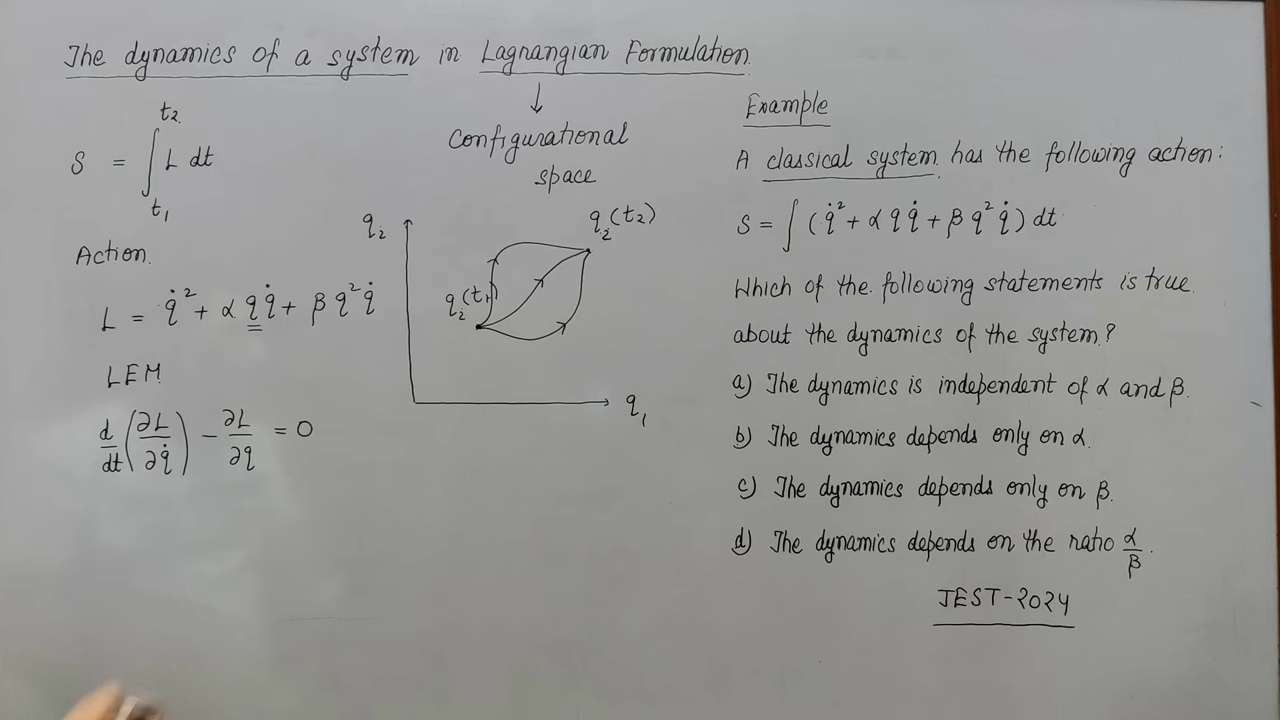 The dynamics of a system in Lagrangian Formulation.
S = ∫_{t₁}^{t₂} L dt
Action.
L = q̇² + α q q̇ + β q² q̇
LEM
d/dt (∂L/∂q̇) − ∂L/∂q = 0
↓
Configurational
space
q₂
q₂(t₂)
q₂(t₁)
q₁
Example
A classical system has the following action:
S = ∫ (q̇² + α q q̇ + β q² q̇) dt
Which of the following statements is true
about the dynamics of the system?
a) The dynamics is independent of α and β.
b) The dynamics depends only on α.
c) The dynamics depends only on β.
d) The dynamics depends on the ratio α/β.
JEST-2024